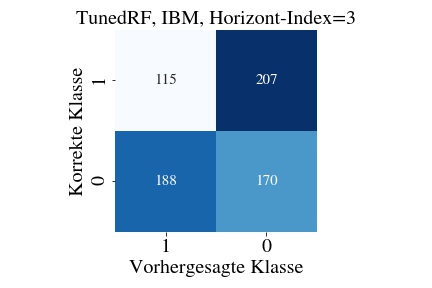 TunedRF, IBM, Horizont-Index=3
Korrekte Klasse
1
115
207
0
188
170
1
0
Vorhergesagte Klasse